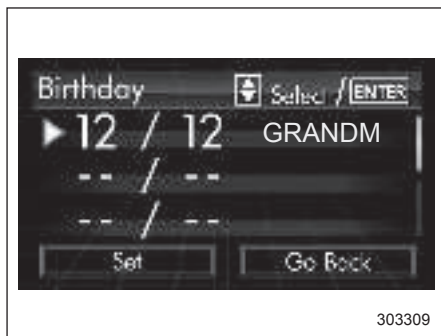 Birthday Select / ENTER
12 / 12 GRANDM
-- / --
-- / --
Set Go Back
303309